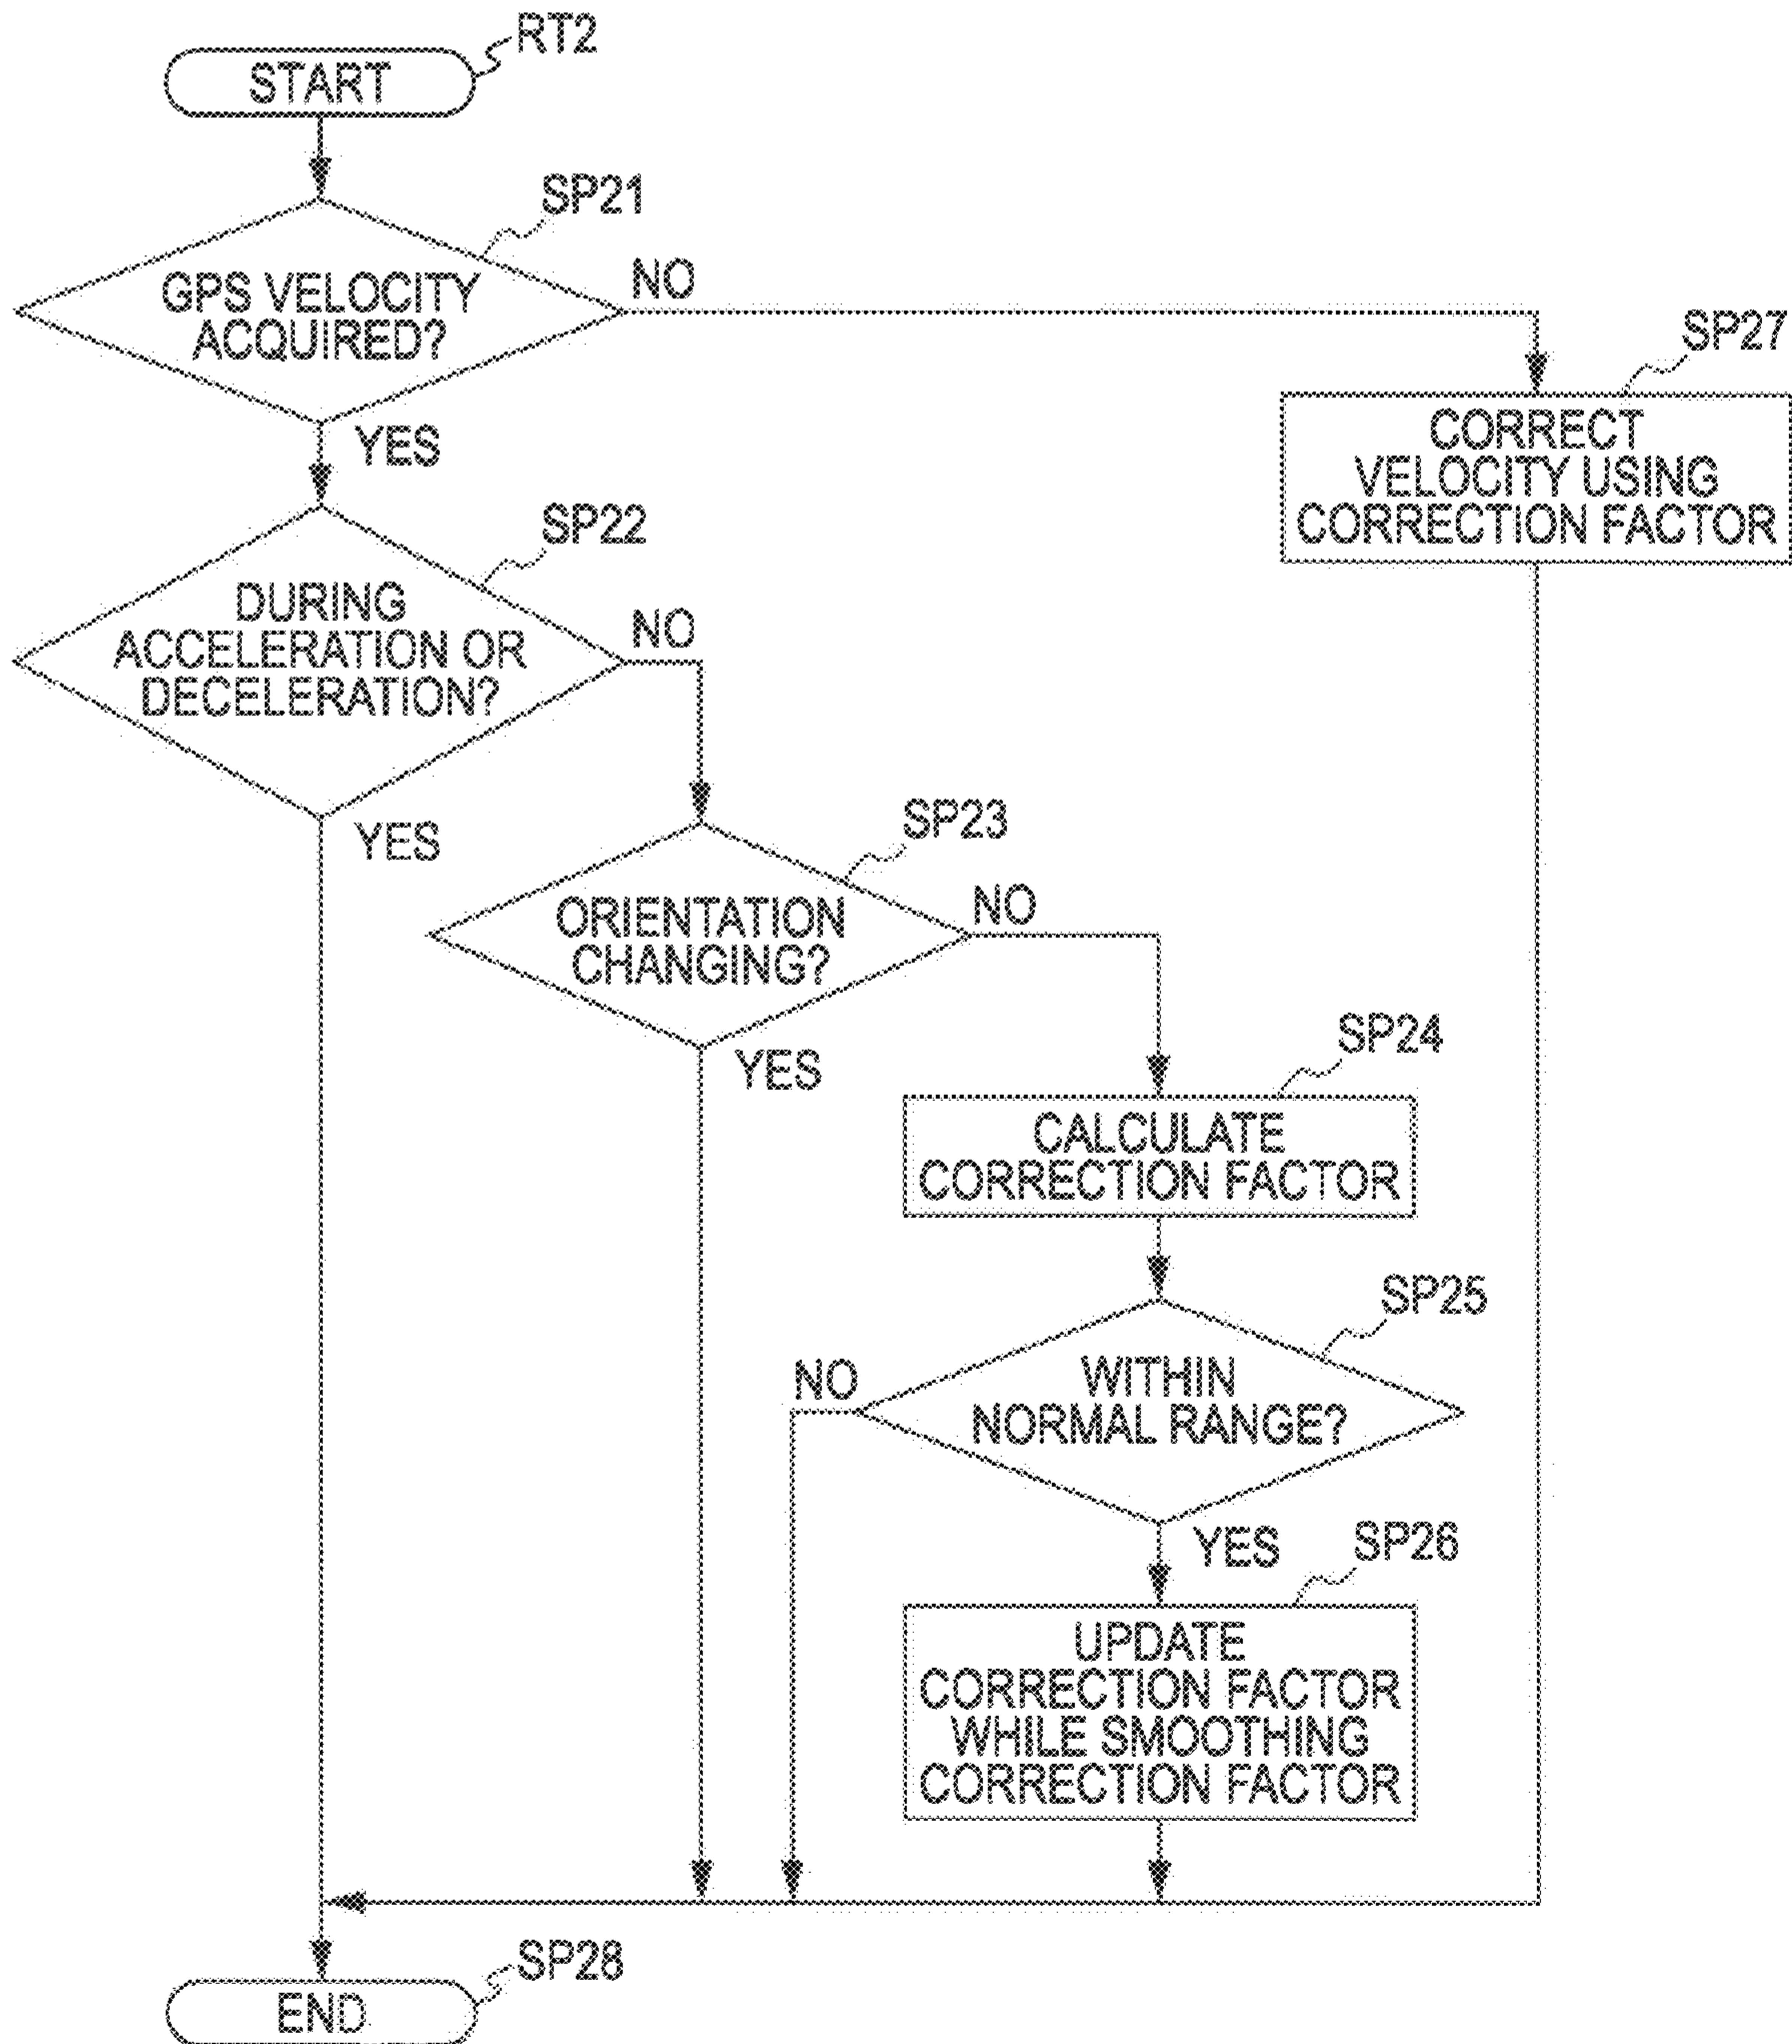 RT2
START
SP21
GPS VELOCITY
ACQUIRED?
NO
YES
SP27
CORRECT
VELOCITY USING
CORRECTION FACTOR
SP22
DURING
ACCELERATION OR
DECELERATION?
NO
YES
SP23
ORIENTATION
CHANGING?
NO
YES
SP24
CALCULATE
CORRECTION FACTOR
SP25
WITHIN
NORMAL RANGE?
NO
YES
SP26
UPDATE
CORRECTION FACTOR
WHILE SMOOTHING
CORRECTION FACTOR
SP28
END